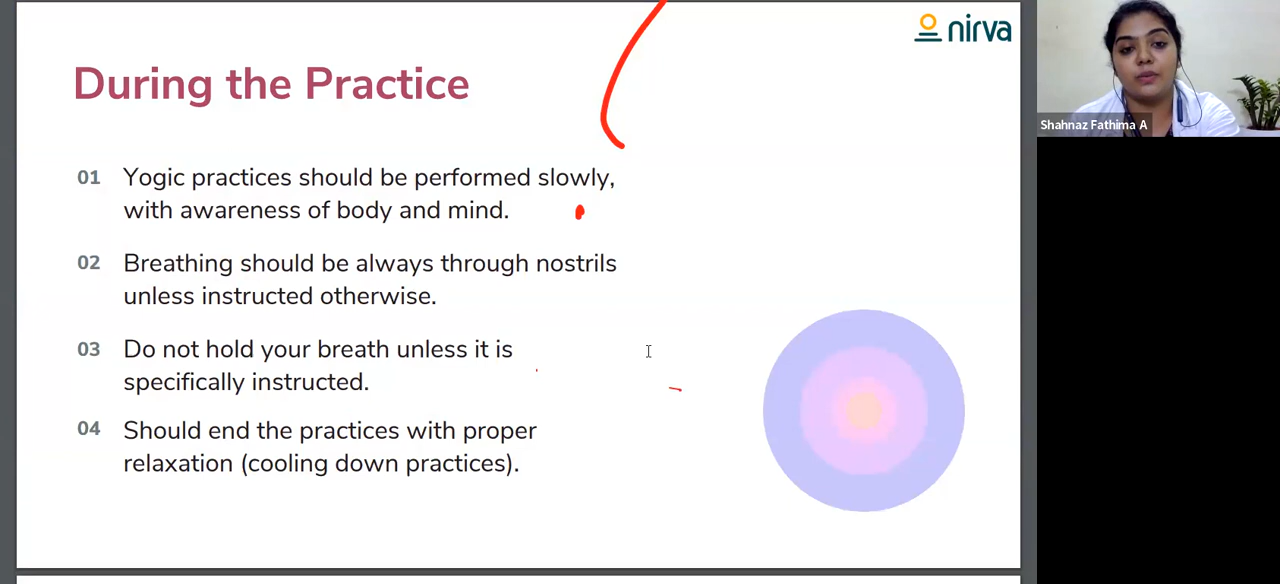 nirva
During the Practice
01 Yogic practices should be performed slowly,
with awareness of body and mind.
02 Breathing should be always through nostrils
unless instructed otherwise.
03 Do not hold your breath unless it is
specifically instructed.
04 Should end the practices with proper
relaxation (cooling down practices).
Shahnaz Fathima A